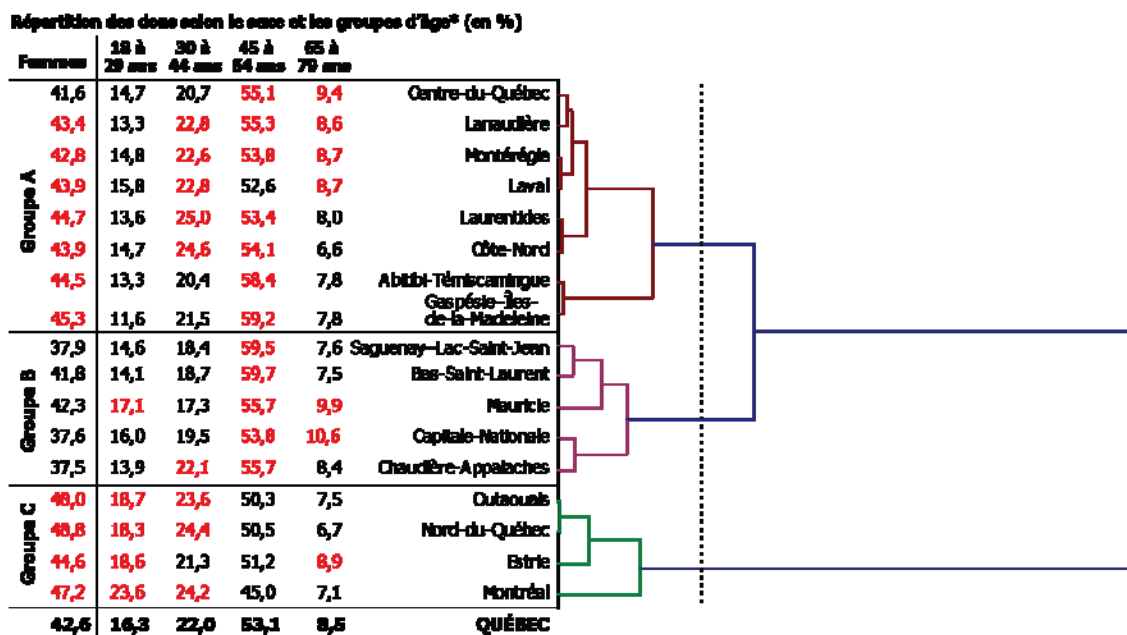 Répartition des dons selon le sexe et les groupes d'âge* (en %)
Femmes 18 à 29 ans 30 à 44 ans 45 à 64 ans 65 à 79 ans
Groupe A
41,6 14,7 20,7 55,1 9,4 Centre-du-Québec
43,4 13,3 22,8 55,3 8,6 Lanaudière
42,8 14,8 22,6 53,8 8,7 Montérégie
43,9 15,8 22,8 52,6 8,7 Laval
44,7 13,6 25,0 53,4 8,0 Laurentides
43,9 14,7 24,6 54,1 6,6 Côte-Nord
44,5 13,3 20,4 58,4 7,8 Abitibi-Témiscamingue
45,3 11,6 21,5 59,2 7,8 Gaspésie–Îles-de-la-Madeleine
Groupe B
37,9 14,6 18,4 59,5 7,6 Saguenay–Lac-Saint-Jean
41,8 14,1 18,7 59,7 7,5 Bas-Saint-Laurent
42,3 17,1 17,3 55,7 9,9 Mauricie
37,6 16,0 19,5 53,8 10,6 Capitale-Nationale
37,5 13,9 22,1 55,7 8,4 Chaudière-Appalaches
Groupe C
48,0 18,7 23,6 50,3 7,5 Outaouais
48,8 18,3 24,4 50,5 6,7 Nord-du-Québec
44,6 18,6 21,3 51,2 8,9 Estrie
47,2 23,6 24,2 45,0 7,1 Montréal
42,6 16,3 22,0 53,1 8,5 QUÉBEC